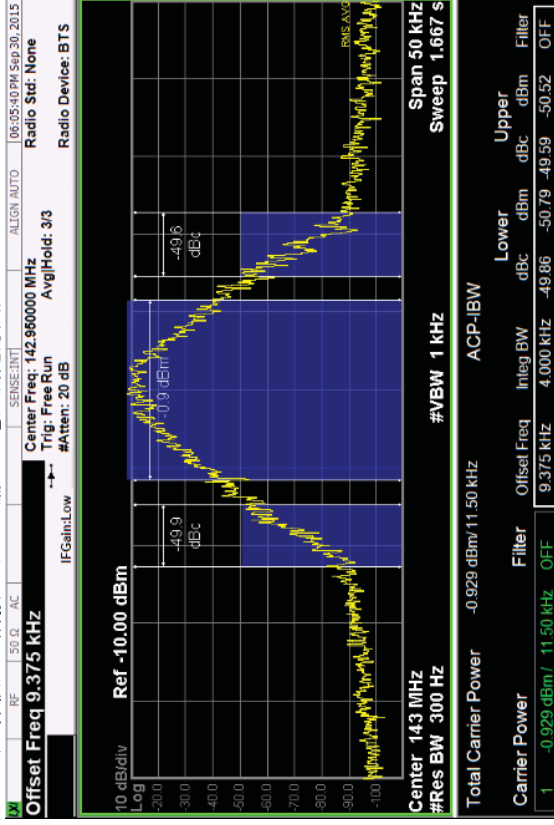 LXI RF 50 Ω AC SENSE:INT ALIGN AUTO 06:05:40 PM Sep 30, 2015
Offset Freq 9.375 kHz
Center Freq: 142.950000 MHz
Radio Std: None
Trig: Free Run Avg|Hold: 3/3
IFGain:Low #Atten: 20 dB
Radio Device: BTS
10 dB/div Ref -10.00 dBm
Log
-20.0
-30.0
-40.0
-50.0
-60.0
-70.0
-80.0
-90.0
-100
-49.9 dBc
-0.9 dBm
-49.6 dBc
RMS AVG
Center 143 MHz Span 50 kHz
#Res BW 300 Hz #VBW 1 kHz Sweep 1.667 s
Total Carrier Power -0.929 dBm/ 11.50 kHz ACP-IBW
Lower Upper
Carrier Power Filter Offset Freq Integ BW dBc dBm dBc dBm Filter
1 -0.929 dBm / 11.50 kHz OFF 9.375 kHz 4.000 kHz -49.86 -50.79 -49.59 -50.52 OFF